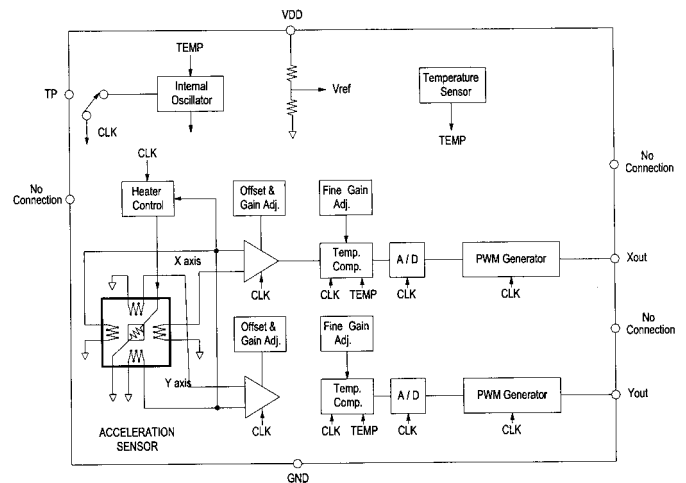 VDD
TEMP
Internal
Oscillator
TP
CLK
Vref
Temperature
Sensor
TEMP
No
Connection
No
Connection
CLK
Heater
Control
Offset &
Gain Adj.
Fine Gain
Adj.
X axis
Temp.
Comp.
A / D
PWM Generator
Xout
CLK
CLK
TEMP
CLK
CLK
No
Connection
Offset &
Gain Adj.
Fine Gain
Adj.
Y axis
Temp.
Comp.
A / D
PWM Generator
Yout
CLK
CLK
TEMP
CLK
CLK
ACCELERATION
SENSOR
GND